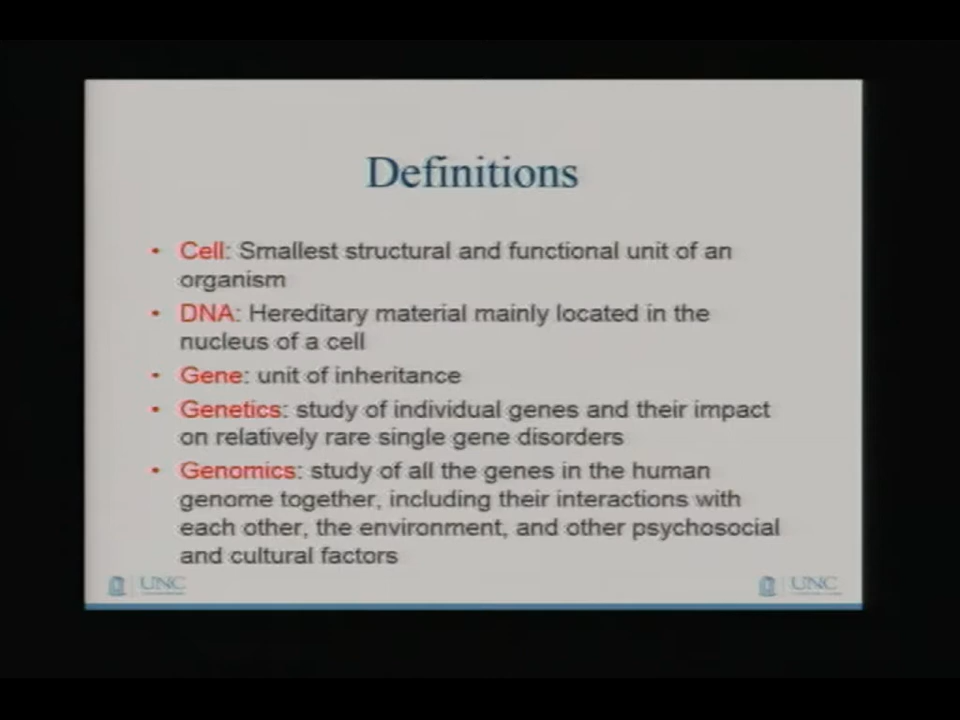 Definitions
• Cell: Smallest structural and functional unit of an
organism
• DNA: Hereditary material mainly located in the
nucleus of a cell
• Gene: unit of inheritance
• Genetics: study of individual genes and their impact
on relatively rare single gene disorders
• Genomics: study of all the genes in the human
genome together, including their interactions with
each other, the environment, and other psychosocial
and cultural factors
UNC
UNC